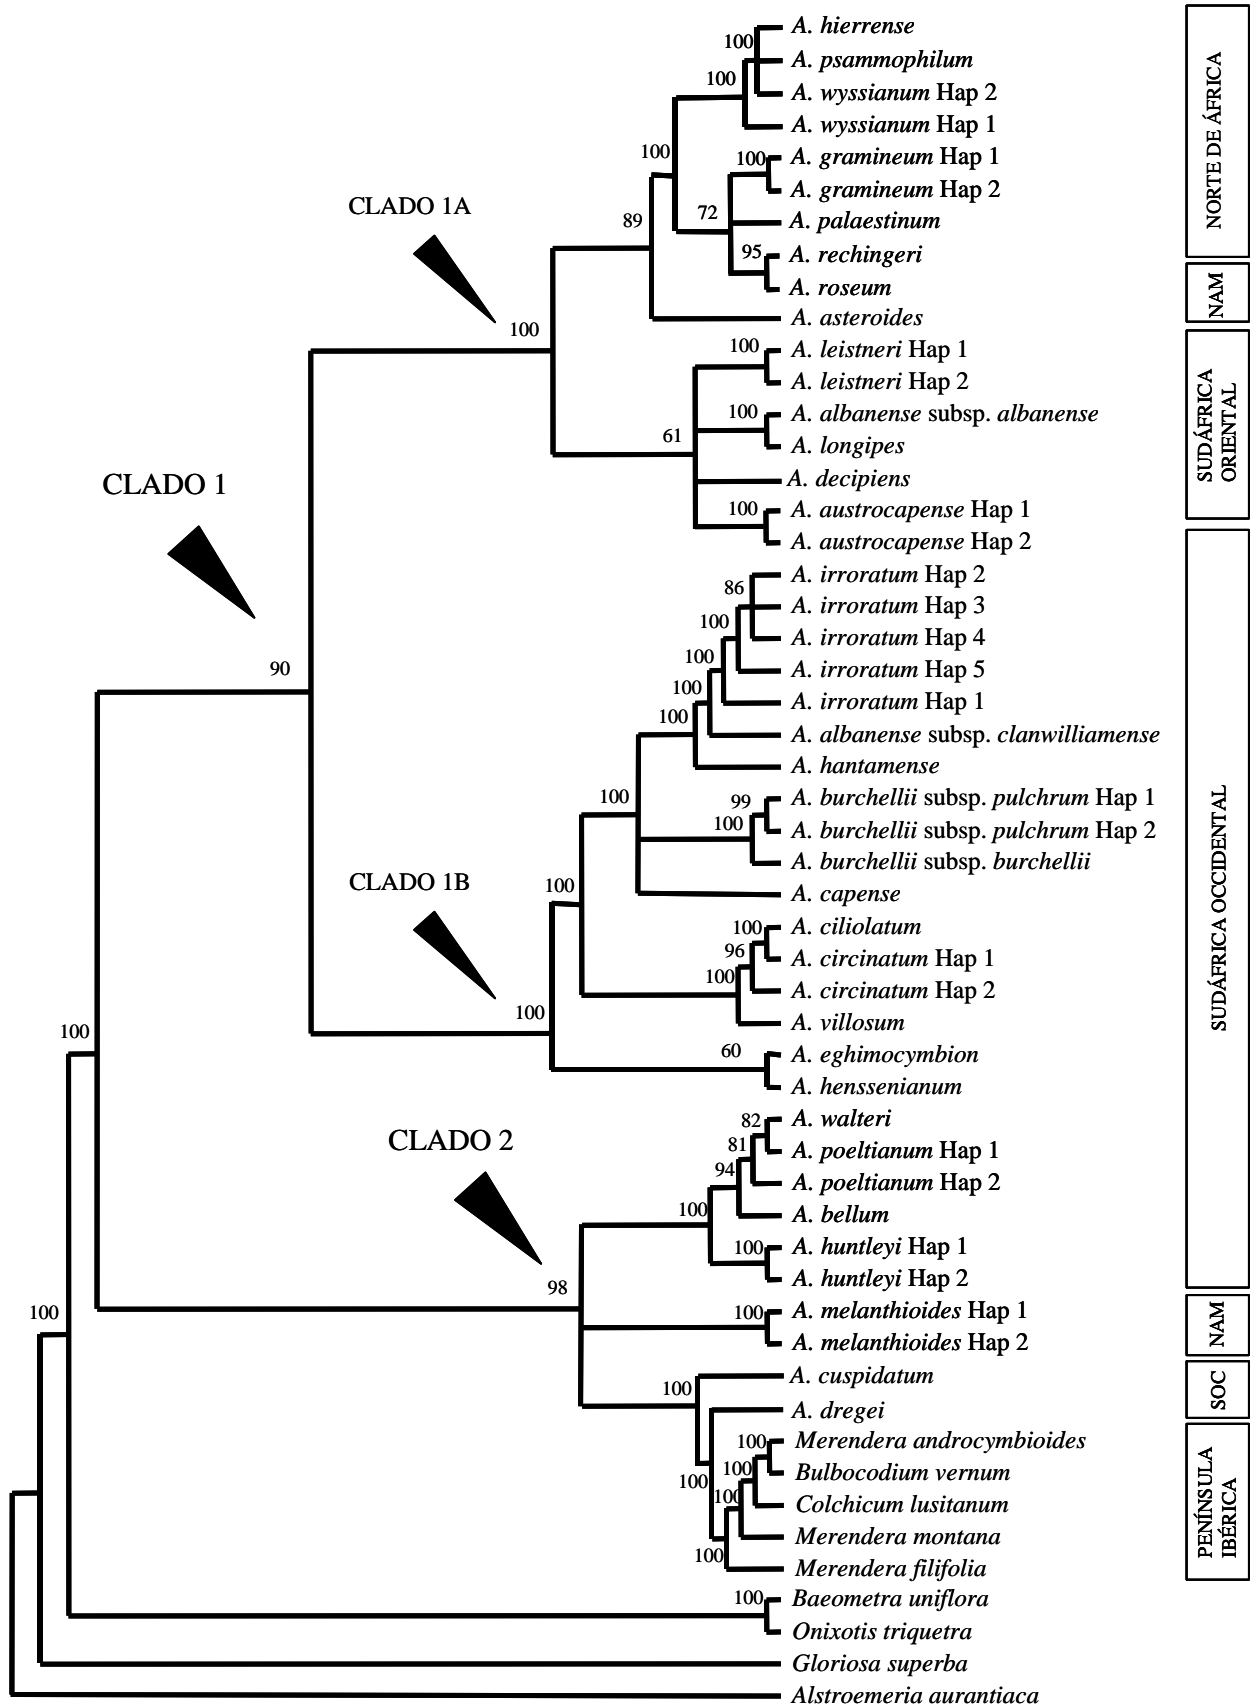 A. hierrense
100
A. psammophilum
100
A. wyssianum Hap 2
A. wyssianum Hap 1
100
100
A. gramineum Hap 1
A. gramineum Hap 2
CLADO 1A
89
72
A. palaestinum
95
A. rechingeri
A. roseum
A. asteroides
100
100
A. leistneri Hap 1
A. leistneri Hap 2
100
A. albanense subsp. albanense
61
A. longipes
A. decipiens
CLADO 1
100
A. austrocapense Hap 1
A. austrocapense Hap 2
A. irroratum Hap 2
86
A. irroratum Hap 3
100
A. irroratum Hap 4
100
A. irroratum Hap 5
90
100
A. irroratum Hap 1
100
A. albanense subsp. clanwilliamense
A. hantamense
100
99
A. burchellii subsp. pulchrum Hap 1
100
A. burchellii subsp. pulchrum Hap 2
A. burchellii subsp. burchellii
CLADO 1B
100
A. capense
100
A. ciliolatum
96
A. circinatum Hap 1
100
A. circinatum Hap 2
100
A. villosum
100
60
A. eghimocymbion
A. henssenianum
82
A. walteri
CLADO 2
81
A. poeltianum Hap 1
94
A. poeltianum Hap 2
100
A. bellum
100
A. huntleyi Hap 1
98
A. huntleyi Hap 2
100
100
A. melanthioides Hap 1
A. melanthioides Hap 2
100
A. cuspidatum
A. dregei
100
Merendera androcymbioides
100
100
Bulbocodium vernum
100
Colchicum lusitanum
Merendera montana
100
Merendera filifolia
100
Baeometra uniflora
Onixotis triquetra
Gloriosa superba
Alstroemeria aurantiaca
NORTE DE ÁFRICA
NAM
SUDÁFRICA
ORIENTAL
SUDÁFRICA OCCIDENTAL
NAM
SOC
PENÍNSULA
IBÉRICA